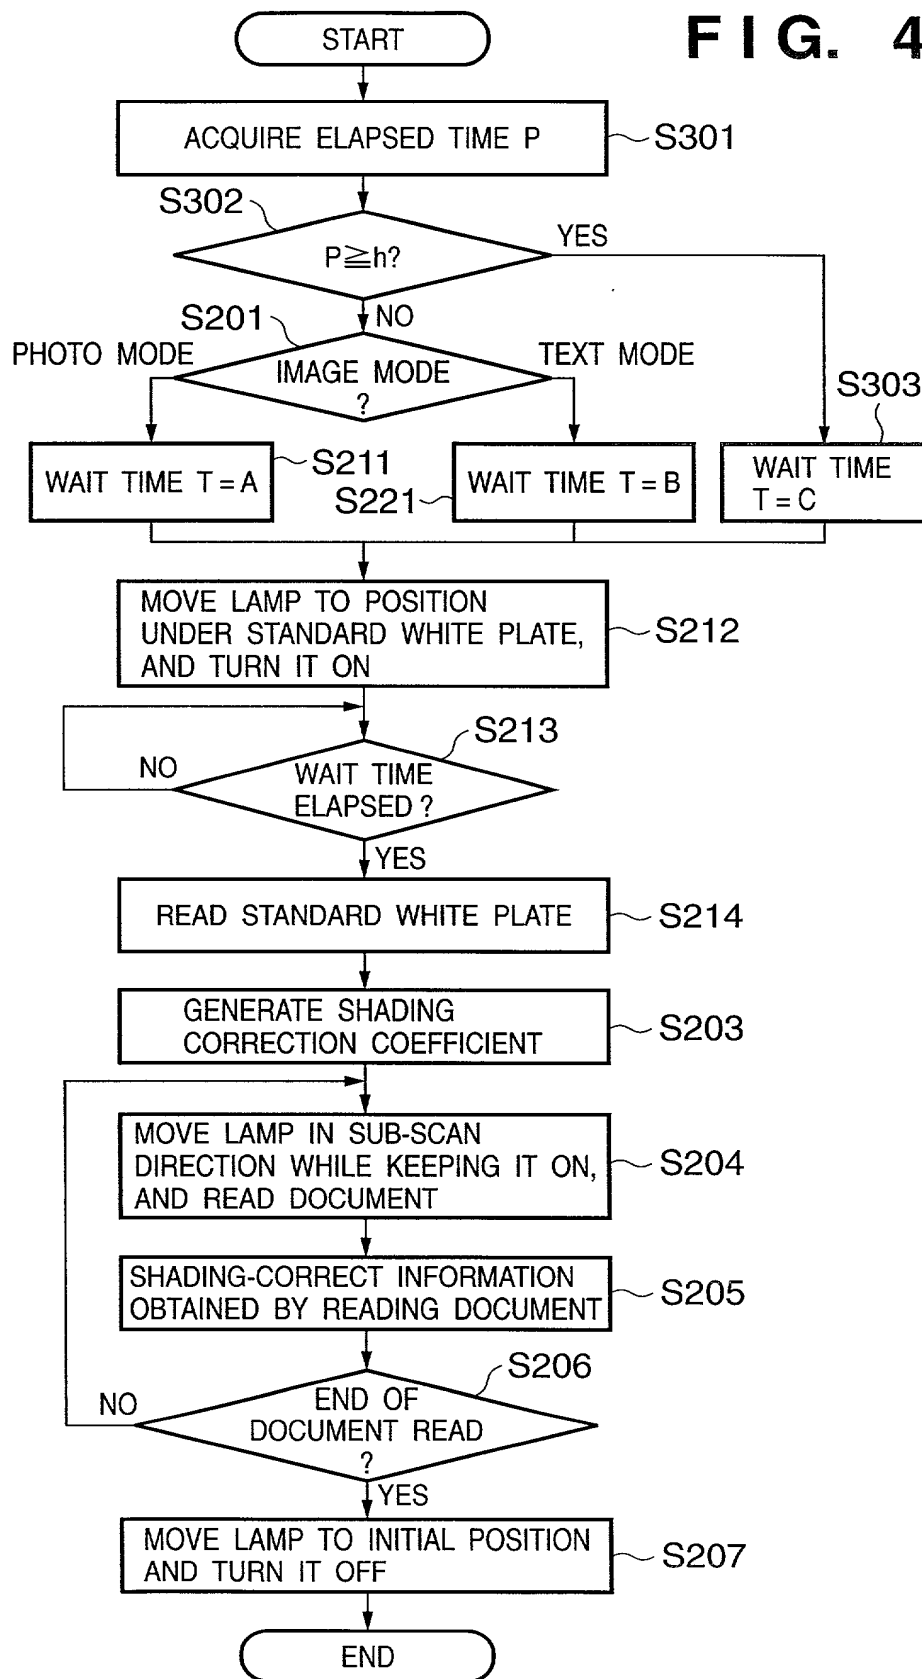 FIG. 4
START
ACQUIRE ELAPSED TIME P
S301
S302
P≧h?
YES
NO
S201
PHOTO MODE
IMAGE MODE
?
TEXT MODE
S303
WAIT TIME T = A
S211
S221
WAIT TIME T = B
WAIT TIME
T = C
MOVE LAMP TO POSITION
UNDER STANDARD WHITE PLATE,
AND TURN IT ON
S212
S213
NO
WAIT TIME
ELAPSED ?
YES
READ STANDARD WHITE PLATE
S214
GENERATE SHADING
CORRECTION COEFFICIENT
S203
MOVE LAMP IN SUB-SCAN
DIRECTION WHILE KEEPING IT ON,
AND READ DOCUMENT
S204
SHADING-CORRECT INFORMATION
OBTAINED BY READING DOCUMENT
S205
S206
NO
END OF
DOCUMENT READ
?
YES
MOVE LAMP TO INITIAL POSITION
AND TURN IT OFF
S207
END